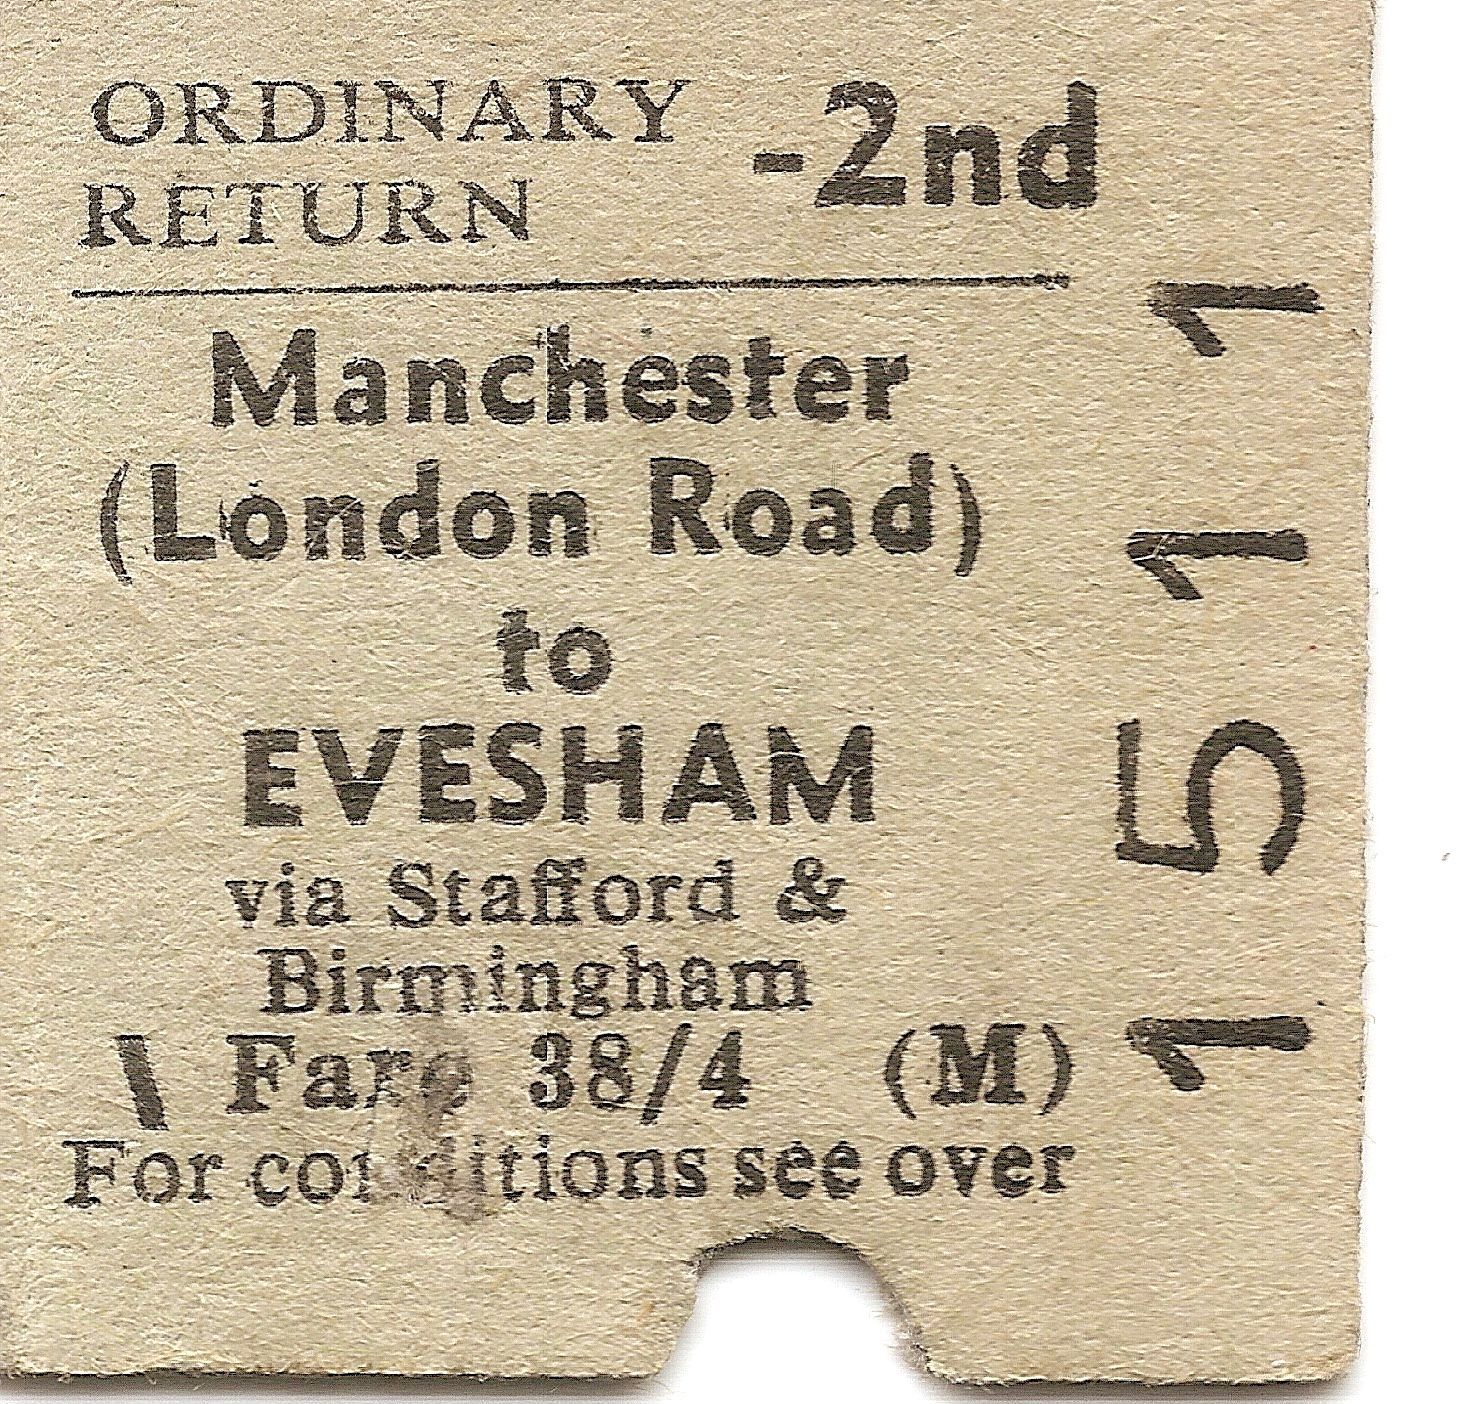 ORDINARY -2nd
RETURN
Manchester
(London Road)
to
EVESHAM
via Stafford &
Birmingham
Fare 38/4 (M)
For conditions see over
1511